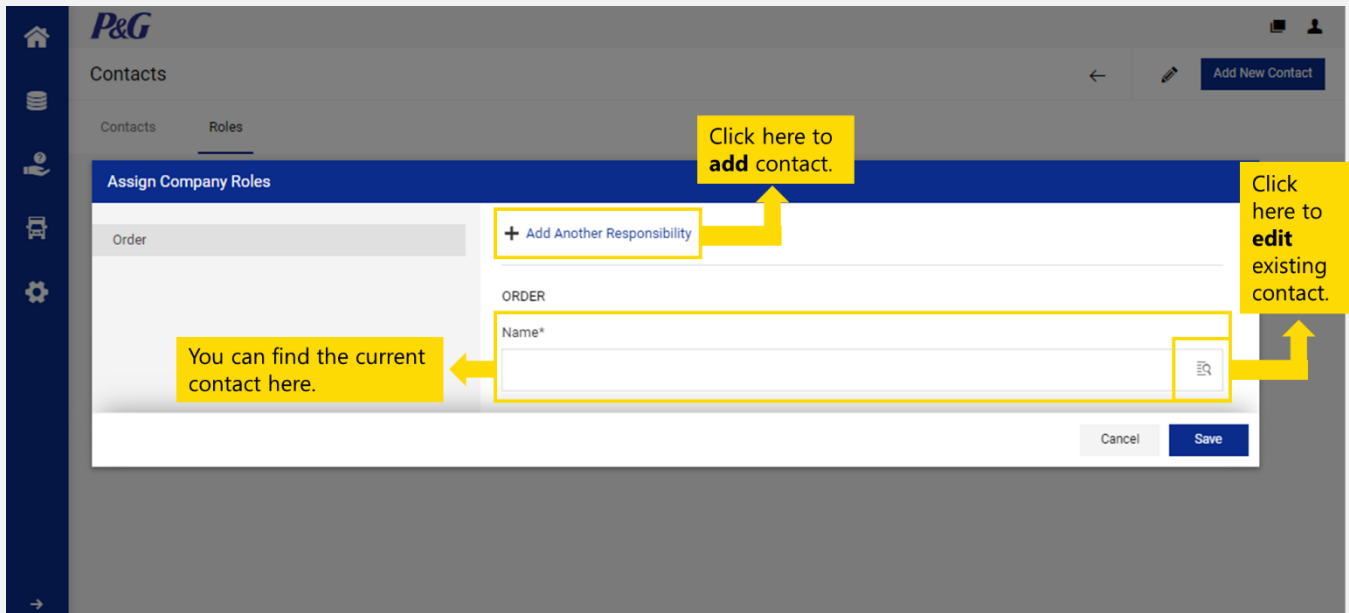 P&G
Contacts
Add New Contact
Contacts Roles
Click here to
add contact.
Assign Company Roles
Click
here to
edit
existing
contact.
Order
Add Another Responsibility
ORDER
Name*
You can find the current
contact here.
Cancel Save